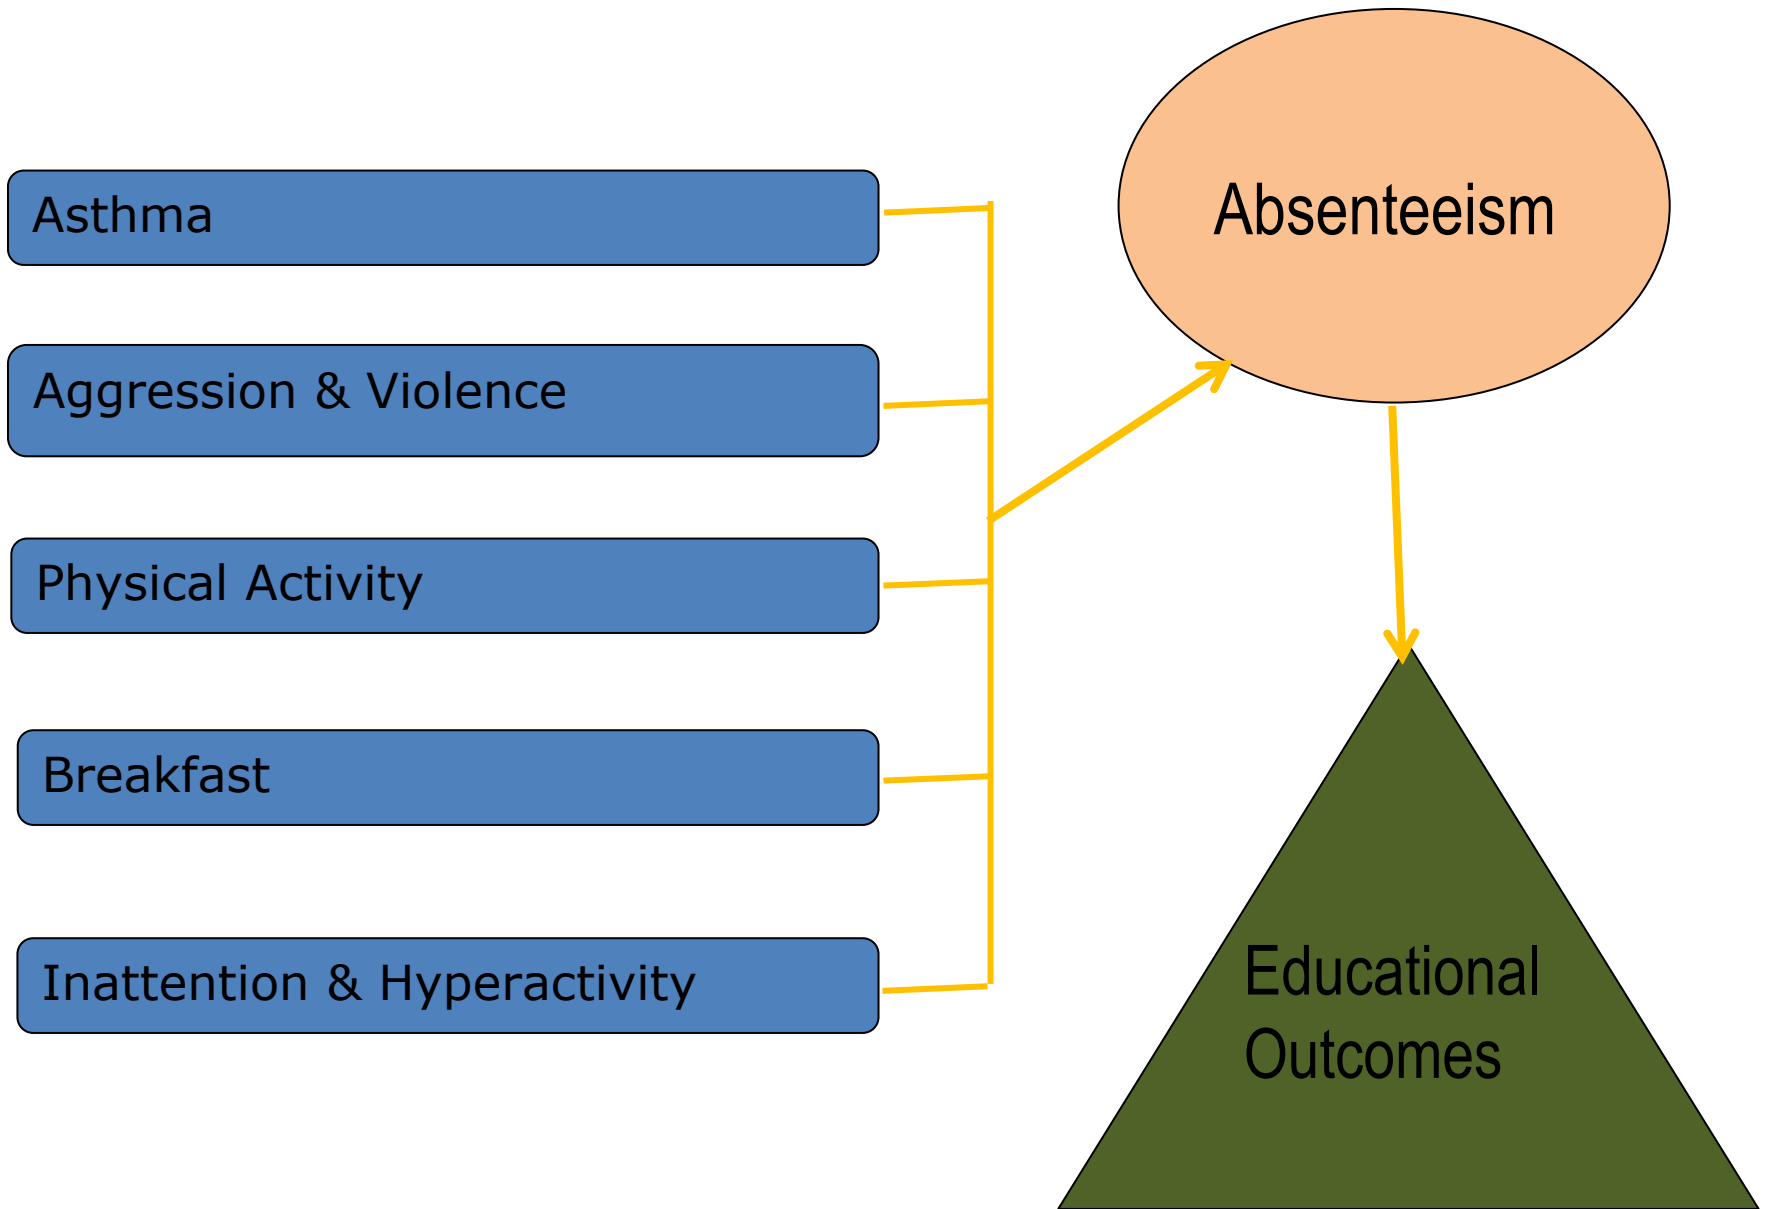 Absenteeism
Asthma
Aggression & Violence
Physical Activity
Breakfast
Inattention & Hyperactivity
Educational
Outcomes